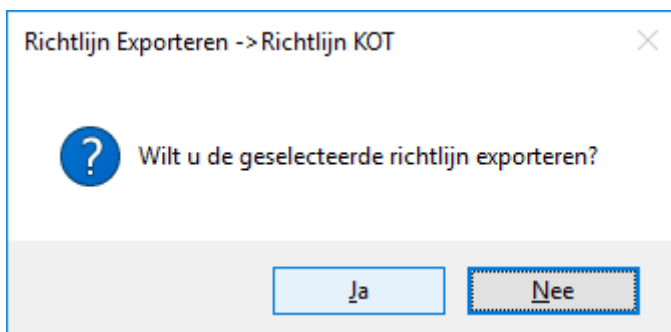 Richtlijn Exporteren ->Richtlijn KOT
?
Wilt u de geselecteerde richtlijn exporteren?
Ja
Nee